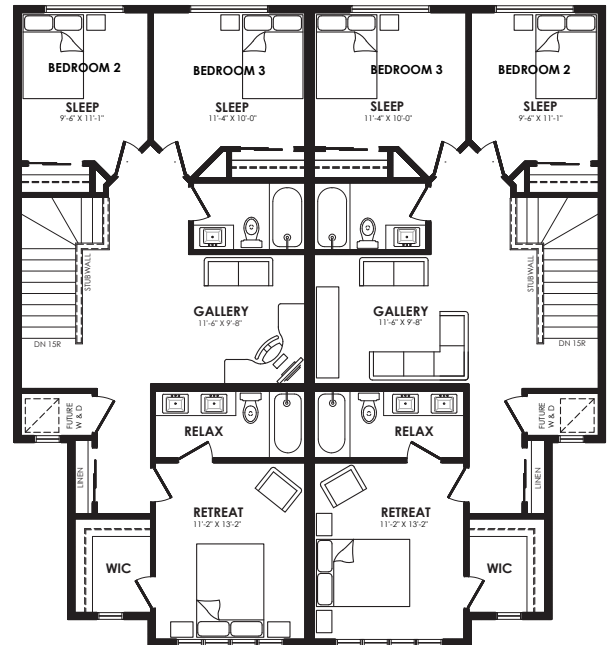 BEDROOM 2
BEDROOM 3
BEDROOM 3
BEDROOM 2
SLEEP
9'-6" X 11'-1"
SLEEP
11'-4" X 10'-0"
SLEEP
11'-4" X 10'-0"
SLEEP
9'-6" X 11'-1"
STUBWALL
STUBWALL
GALLERY
11'-6" X 9'-8"
GALLERY
11'-6" X 9'-8"
DN 15R
DN 15R
FUTURE
W & D
RELAX
RELAX
FUTURE
W & D
LINEN
LINEN
RETREAT
11'-2" X 13'-2"
RETREAT
11'-2" X 13'-2"
WIC
WIC